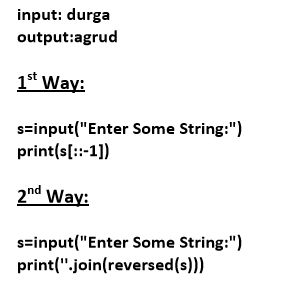 input: durga
output:agrud
1st Way:
s=input("Enter Some String:")
print(s[::-1])
2nd Way:
s=input("Enter Some String:")
print(''.join(reversed(s)))